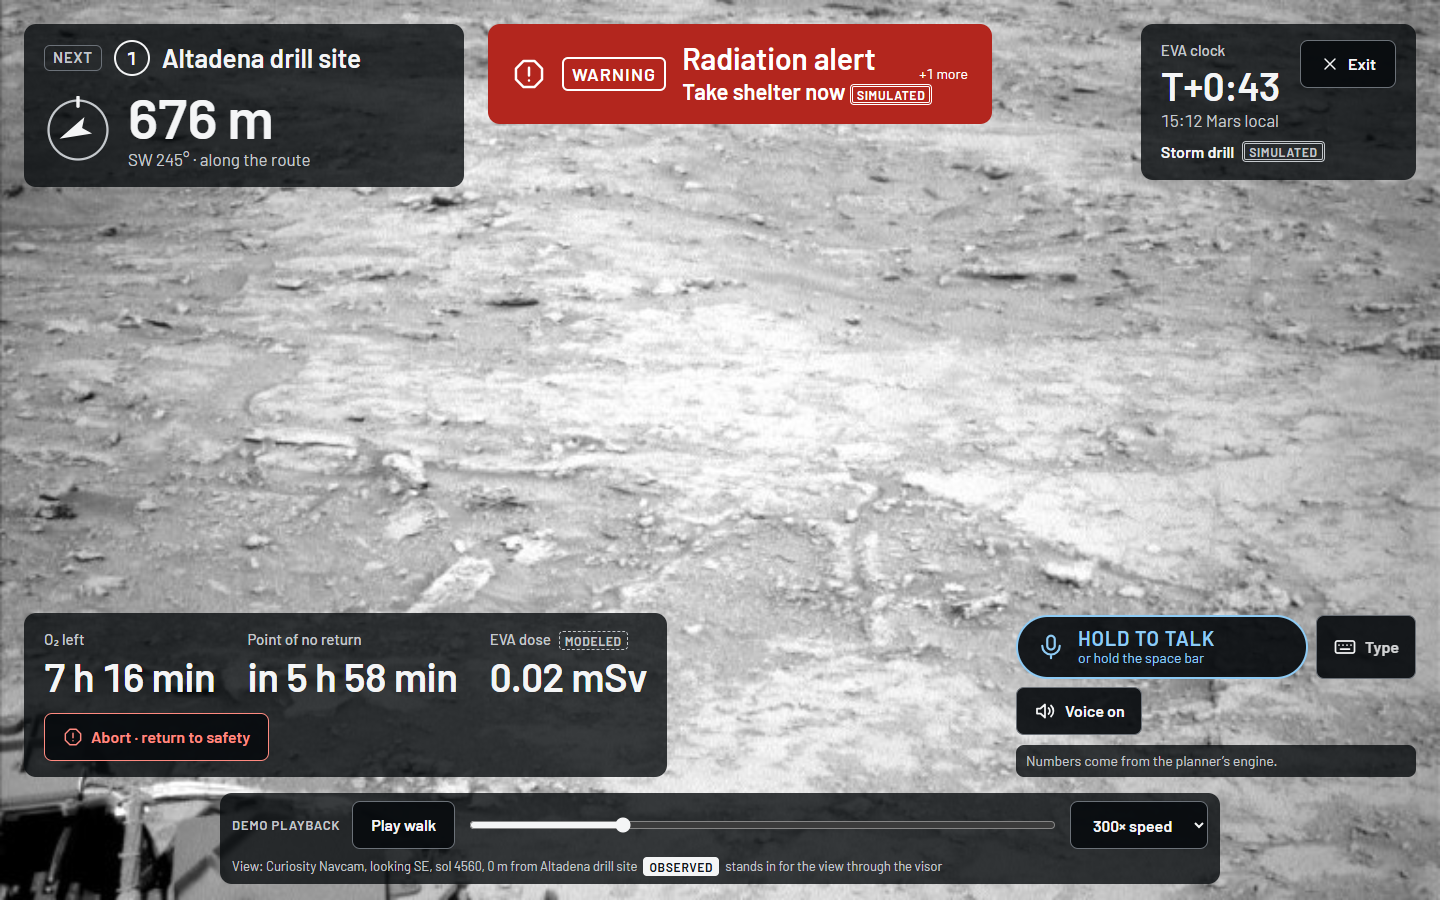 NEXT 1 Altadena drill site
676 m
SW 245° · along the route
WARNING
Radiation alert
+1 more
Take shelter now SIMULATED
EVA clock
T+0:43
15:12 Mars local
Storm drill SIMULATED
Exit
O₂ left
7 h 16 min
Point of no return
in 5 h 58 min
EVA dose MODELED
0.02 mSv
Abort · return to safety
HOLD TO TALK
or hold the space bar
Type
Voice on
Numbers come from the planner's engine.
DEMO PLAYBACK Play walk 300× speed
View: Curiosity Navcam, looking SE, sol 4560, 0 m from Altadena drill site OBSERVED stands in for the view through the visor